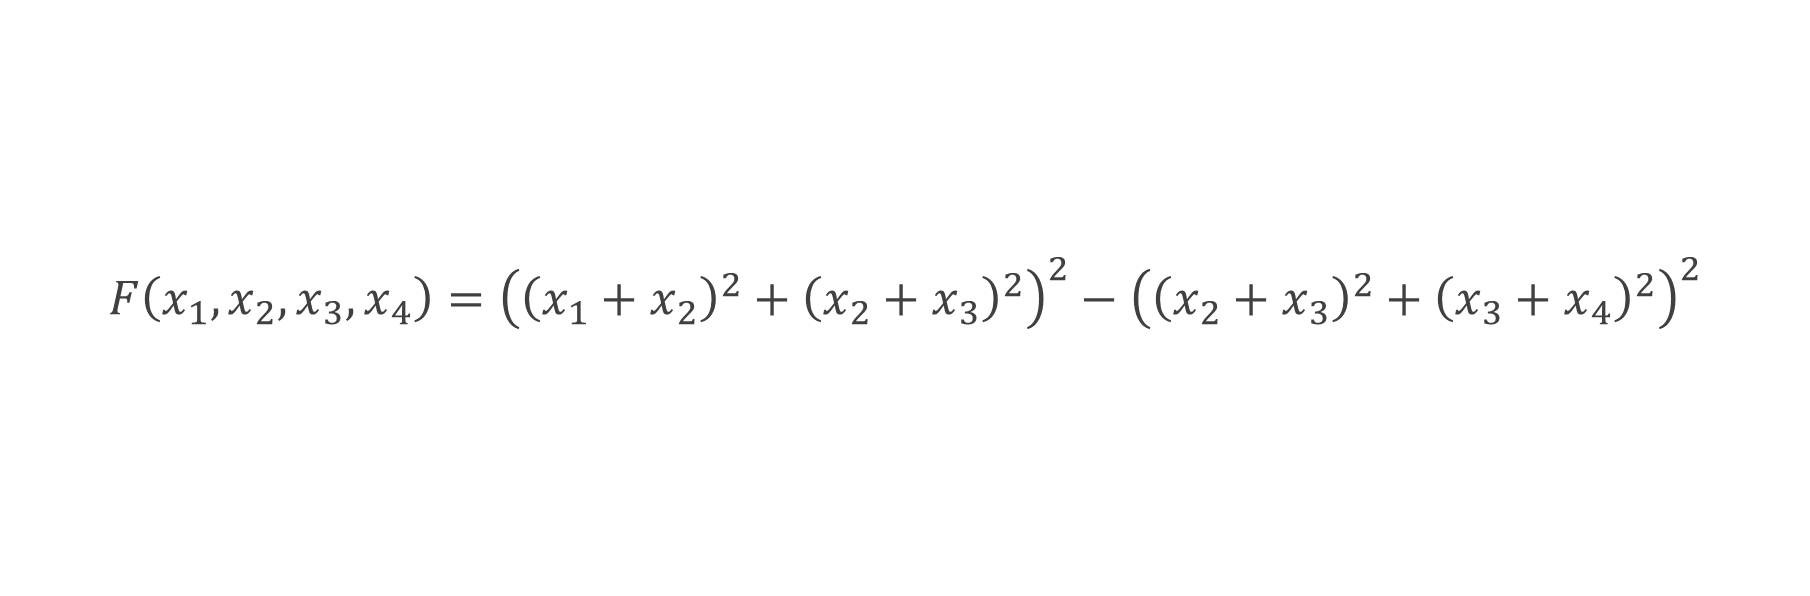 F(x₁, x₂, x₃, x₄) = ((x₁ + x₂)² + (x₂ + x₃)²)² − ((x₂ + x₃)² + (x₃ + x₄)²)²